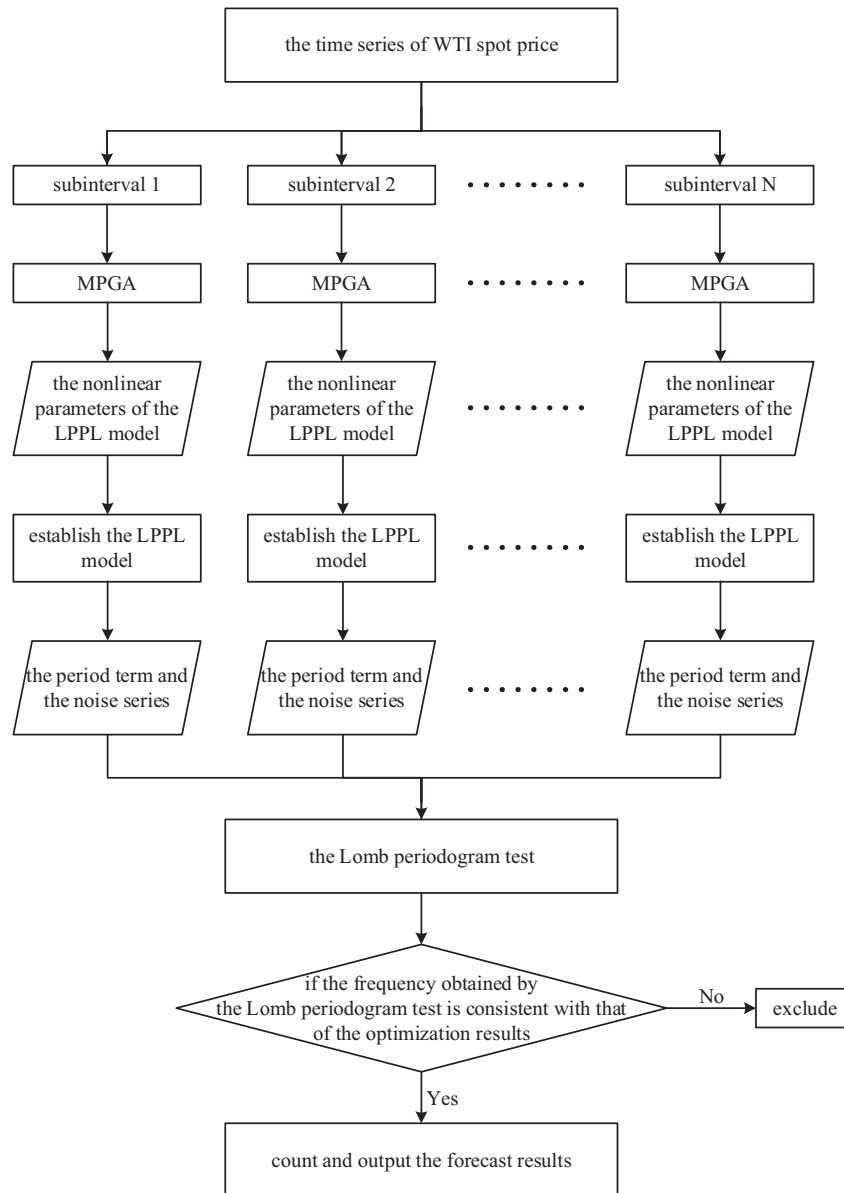 the time series of WTI spot price
subinterval 1
subinterval 2
subinterval N
MPGA
MPGA
MPGA
the nonlinear
parameters of the
LPPL model
the nonlinear
parameters of the
LPPL model
the nonlinear
parameters of the
LPPL model
establish the LPPL
model
establish the LPPL
model
establish the LPPL
model
the period term and
the noise series
the period term and
the noise series
the period term and
the noise series
the Lomb periodogram test
if the frequency obtained by
the Lomb periodogram test is consistent with that
of the optimization results
No
exclude
Yes
count and output the forecast results